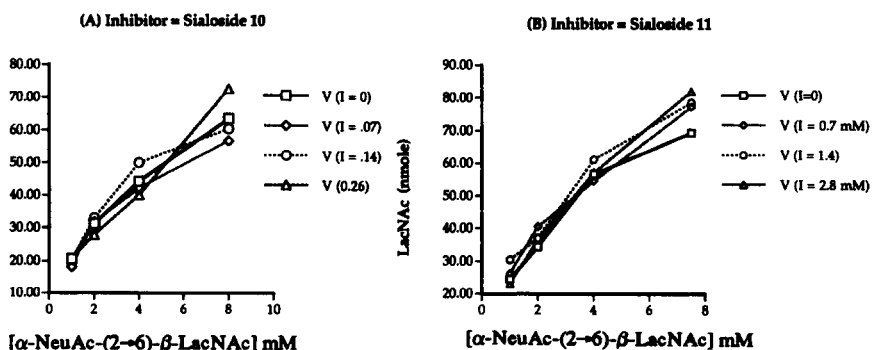 (A) Inhibitor = Sialoside 10
80.00
70.00
60.00
50.00
40.00
30.00
20.00
10.00
0
2
4
6
8
10
V (I = 0)
V (I = .07)
V (I = .14)
V (0.26)
[α-NeuAc-(2→6)-β-LacNAc] mM
(B) Inhibitor = Sialoside 11
LacNAc (nmole)
90.00
80.00
70.00
60.00
50.00
40.00
30.00
20.00
0
2
4
6
8
V (I=0)
V (I = 0.7 mM)
V (I = 1.4)
V (I = 2.8 mM)
[α-NeuAc-(2→6)-β-LacNAc] mM